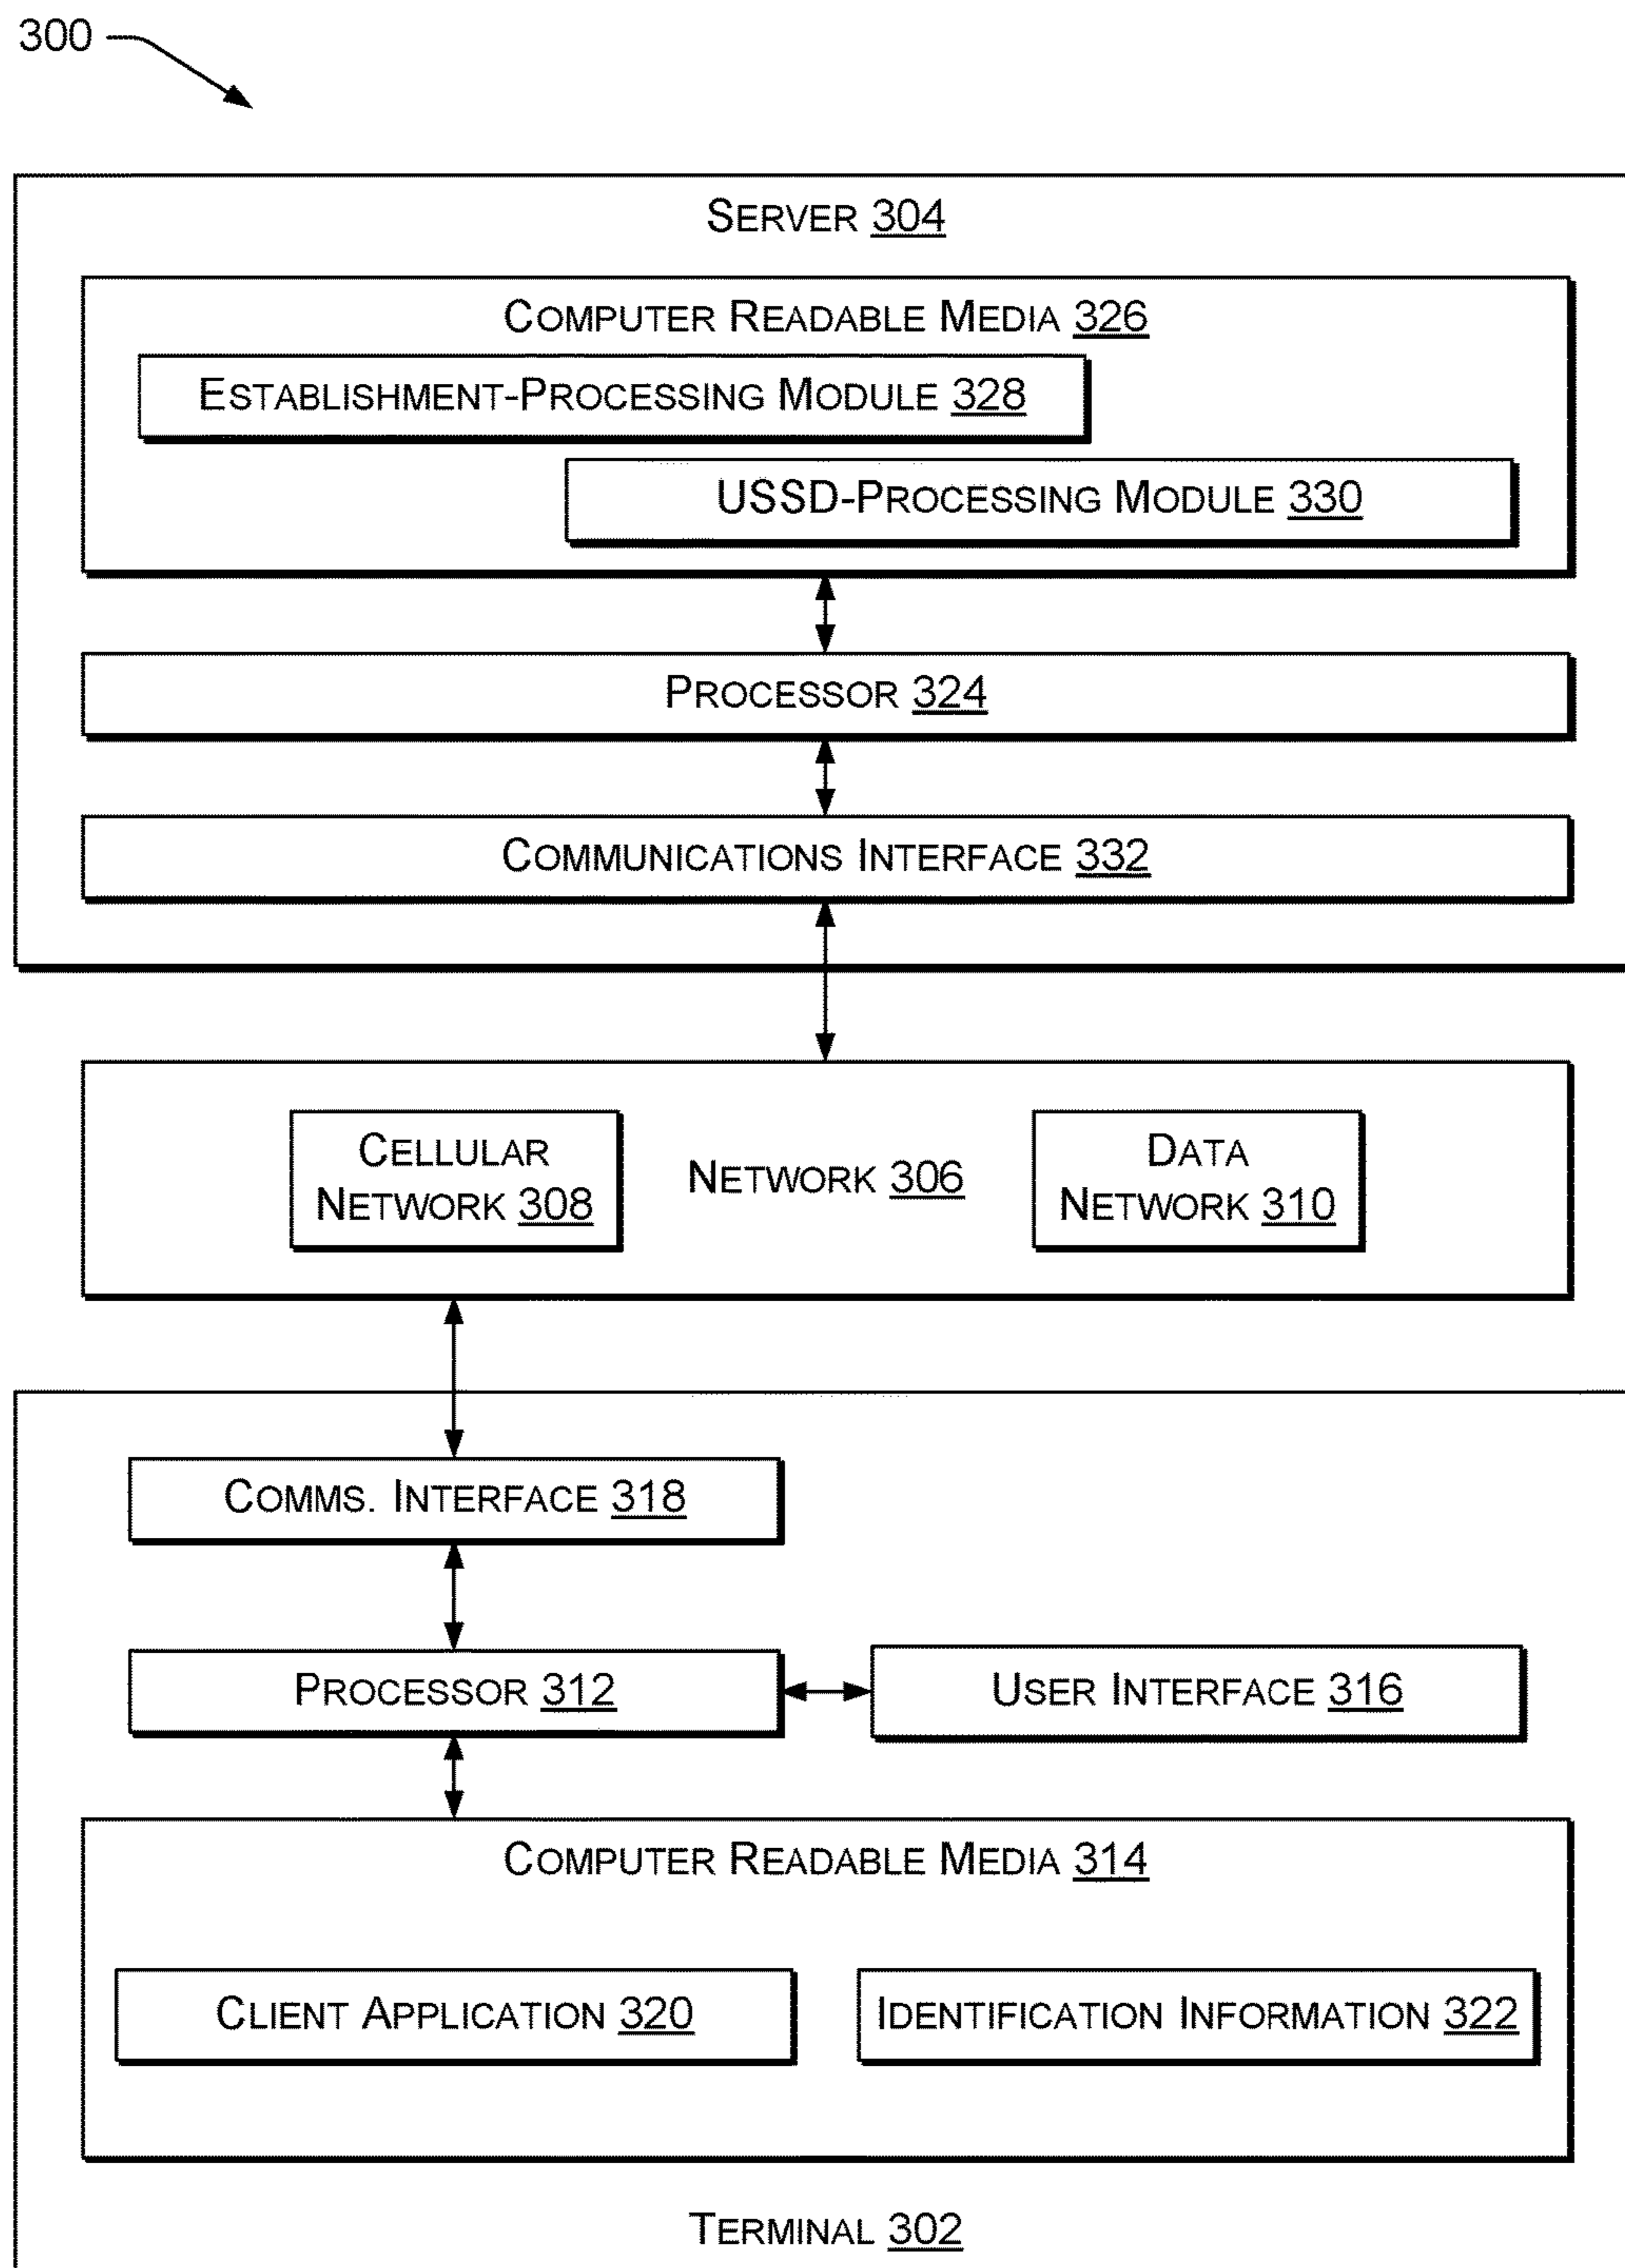 300
SERVER 304
COMPUTER READABLE MEDIA 326
ESTABLISHMENT-PROCESSING MODULE 328
USSD-PROCESSING MODULE 330
PROCESSOR 324
COMMUNICATIONS INTERFACE 332
CELLULAR
NETWORK 308
NETWORK 306
DATA
NETWORK 310
COMMS. INTERFACE 318
PROCESSOR 312
USER INTERFACE 316
COMPUTER READABLE MEDIA 314
CLIENT APPLICATION 320
IDENTIFICATION INFORMATION 322
TERMINAL 302